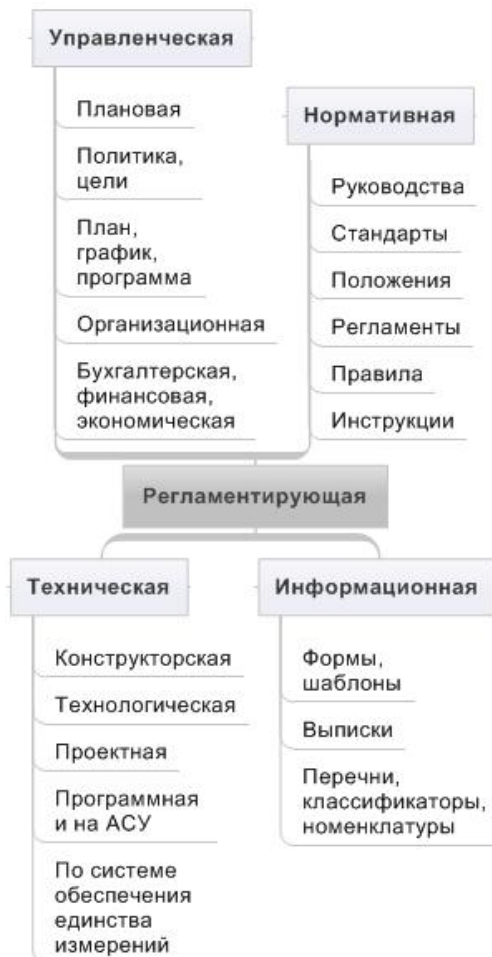 Управленческая
Плановая
Политика,
цели
План,
график,
программа
Организационная
Бухгалтерская,
финансовая,
экономическая
Нормативная
Руководства
Стандарты
Положения
Регламенты
Правила
Инструкции
Регламентирующая
Техническая
Конструкторская
Технологическая
Проектная
Программная
и на АСУ
По системе
обеспечения
единства
измерений
Информационная
Формы,
шаблоны
Выписки
Перечни,
классификаторы,
номенклатуры